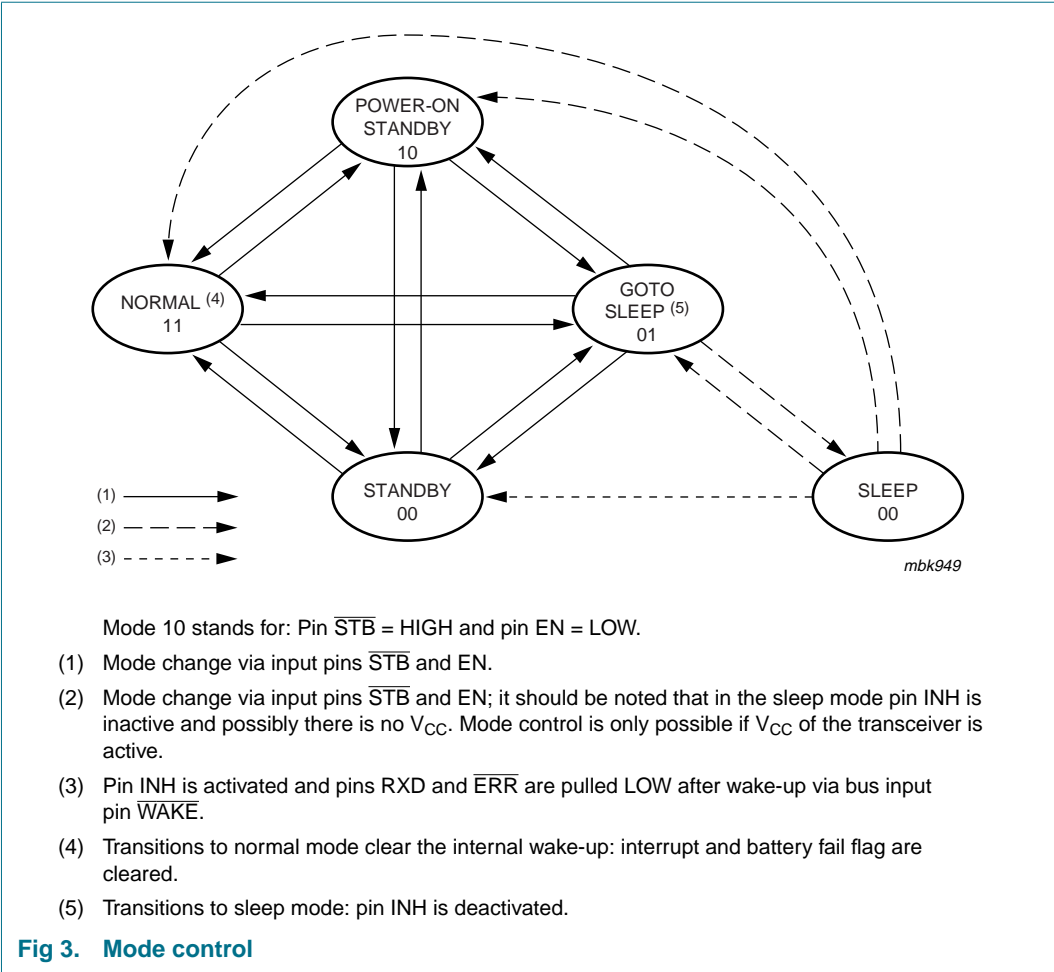 POWER-ON
STANDBY
10
NORMAL (4)
11
GOTO
SLEEP (5)
01
STANDBY
00
SLEEP
00
(1)
(2)
(3)
mbk949
Mode 10 stands for: Pin S̅T̅B̅ = HIGH and pin EN = LOW.
(1) Mode change via input pins S̅T̅B̅ and EN.
(2) Mode change via input pins S̅T̅B̅ and EN; it should be noted that in the sleep mode pin INH is
inactive and possibly there is no VCC. Mode control is only possible if VCC of the transceiver is
active.
(3) Pin INH is activated and pins RXD and E̅R̅R̅ are pulled LOW after wake-up via bus input
pin W̅A̅K̅E̅.
(4) Transitions to normal mode clear the internal wake-up: interrupt and battery fail flag are
cleared.
(5) Transitions to sleep mode: pin INH is deactivated.
Fig 3. Mode control